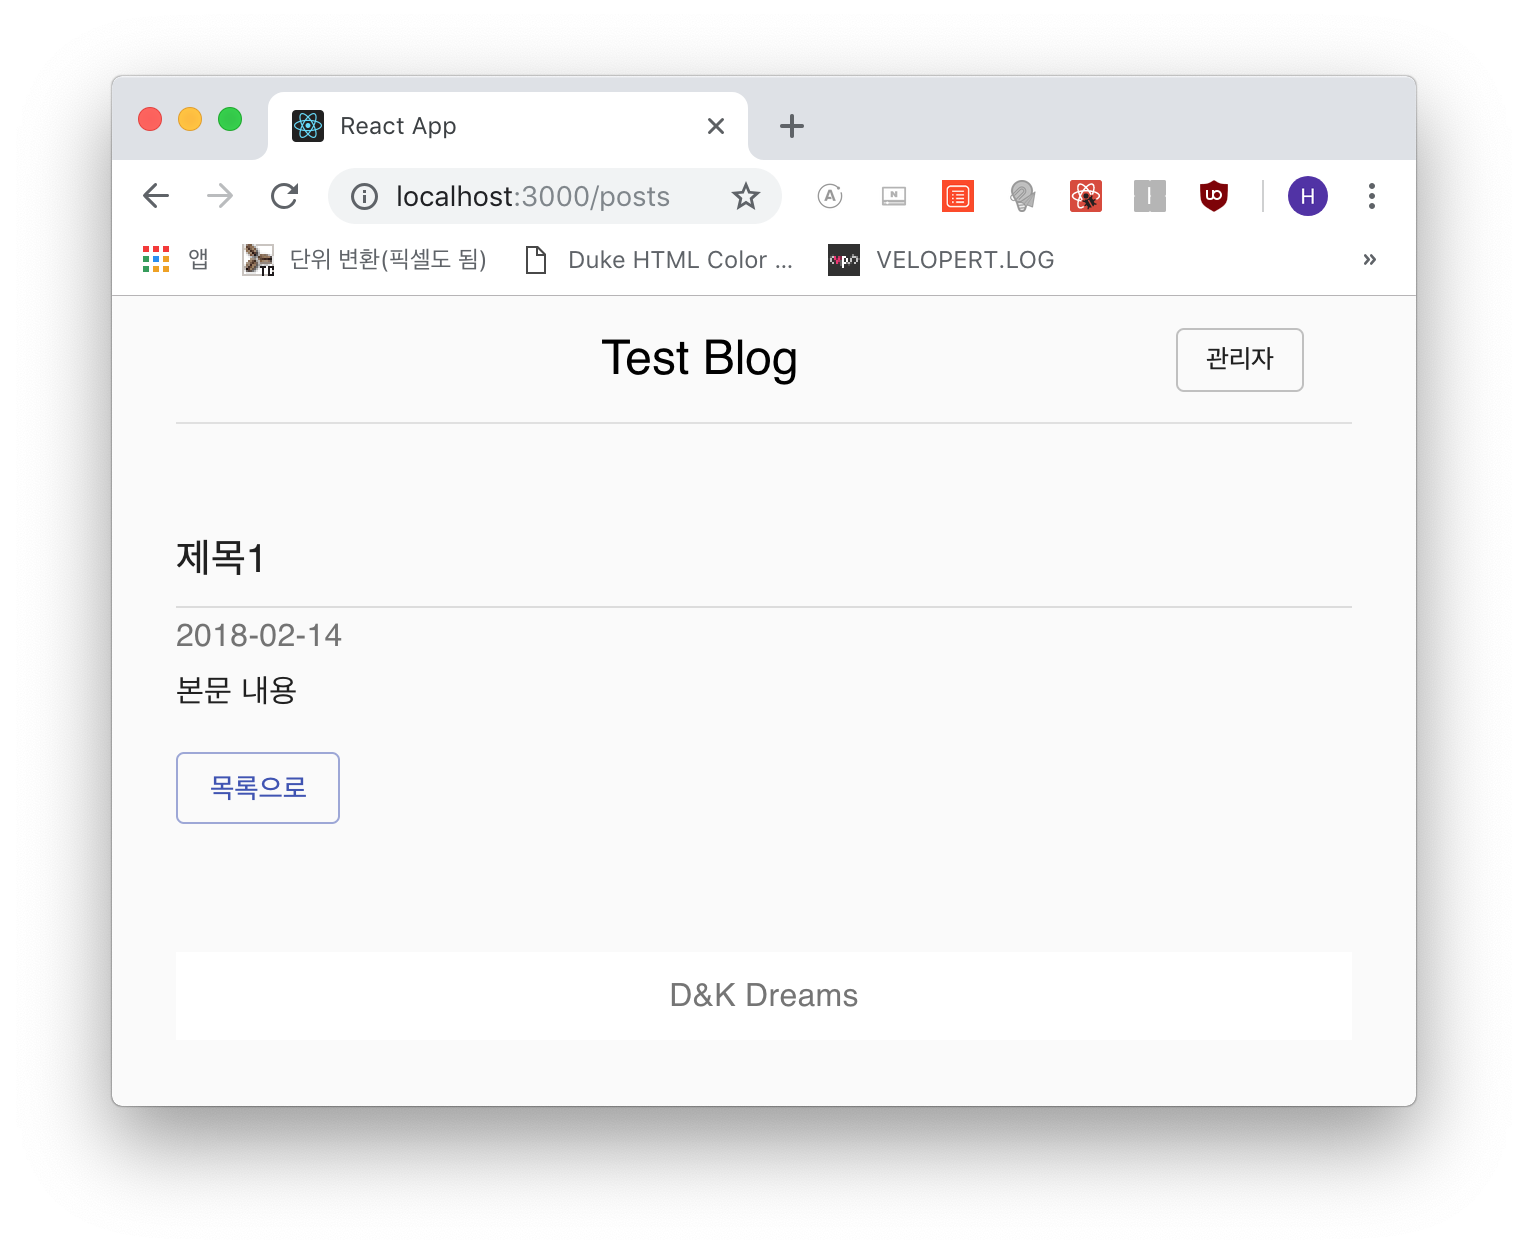 React App
localhost:3000/posts
H
앱 단위 변환(픽셀도 됨) Duke HTML Color ... VELOPERT.LOG »
Test Blog
관리자
제목1
2018-02-14
본문 내용
목록으로
D&K Dreams